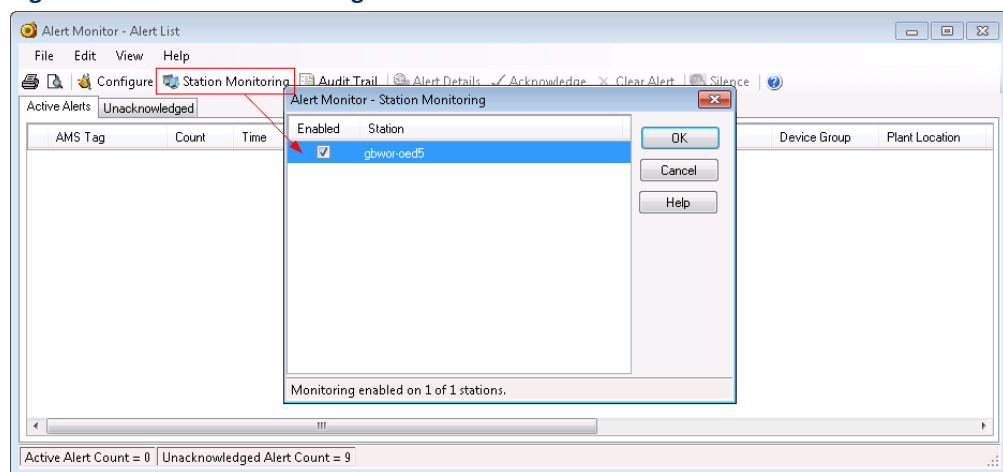 Alert Monitor - Alert List
File Edit View Help
Configure Station Monitoring Audit Trail Alert Details Acknowledge Clear Alert Silence
Active Alerts Unacknowledged
AMS Tag Count Time Device Group Plant Location
Alert Monitor - Station Monitoring
Enabled Station
gbwor-oed5
OK
Cancel
Help
Monitoring enabled on 1 of 1 stations.
Active Alert Count = 0 Unacknowledged Alert Count = 9